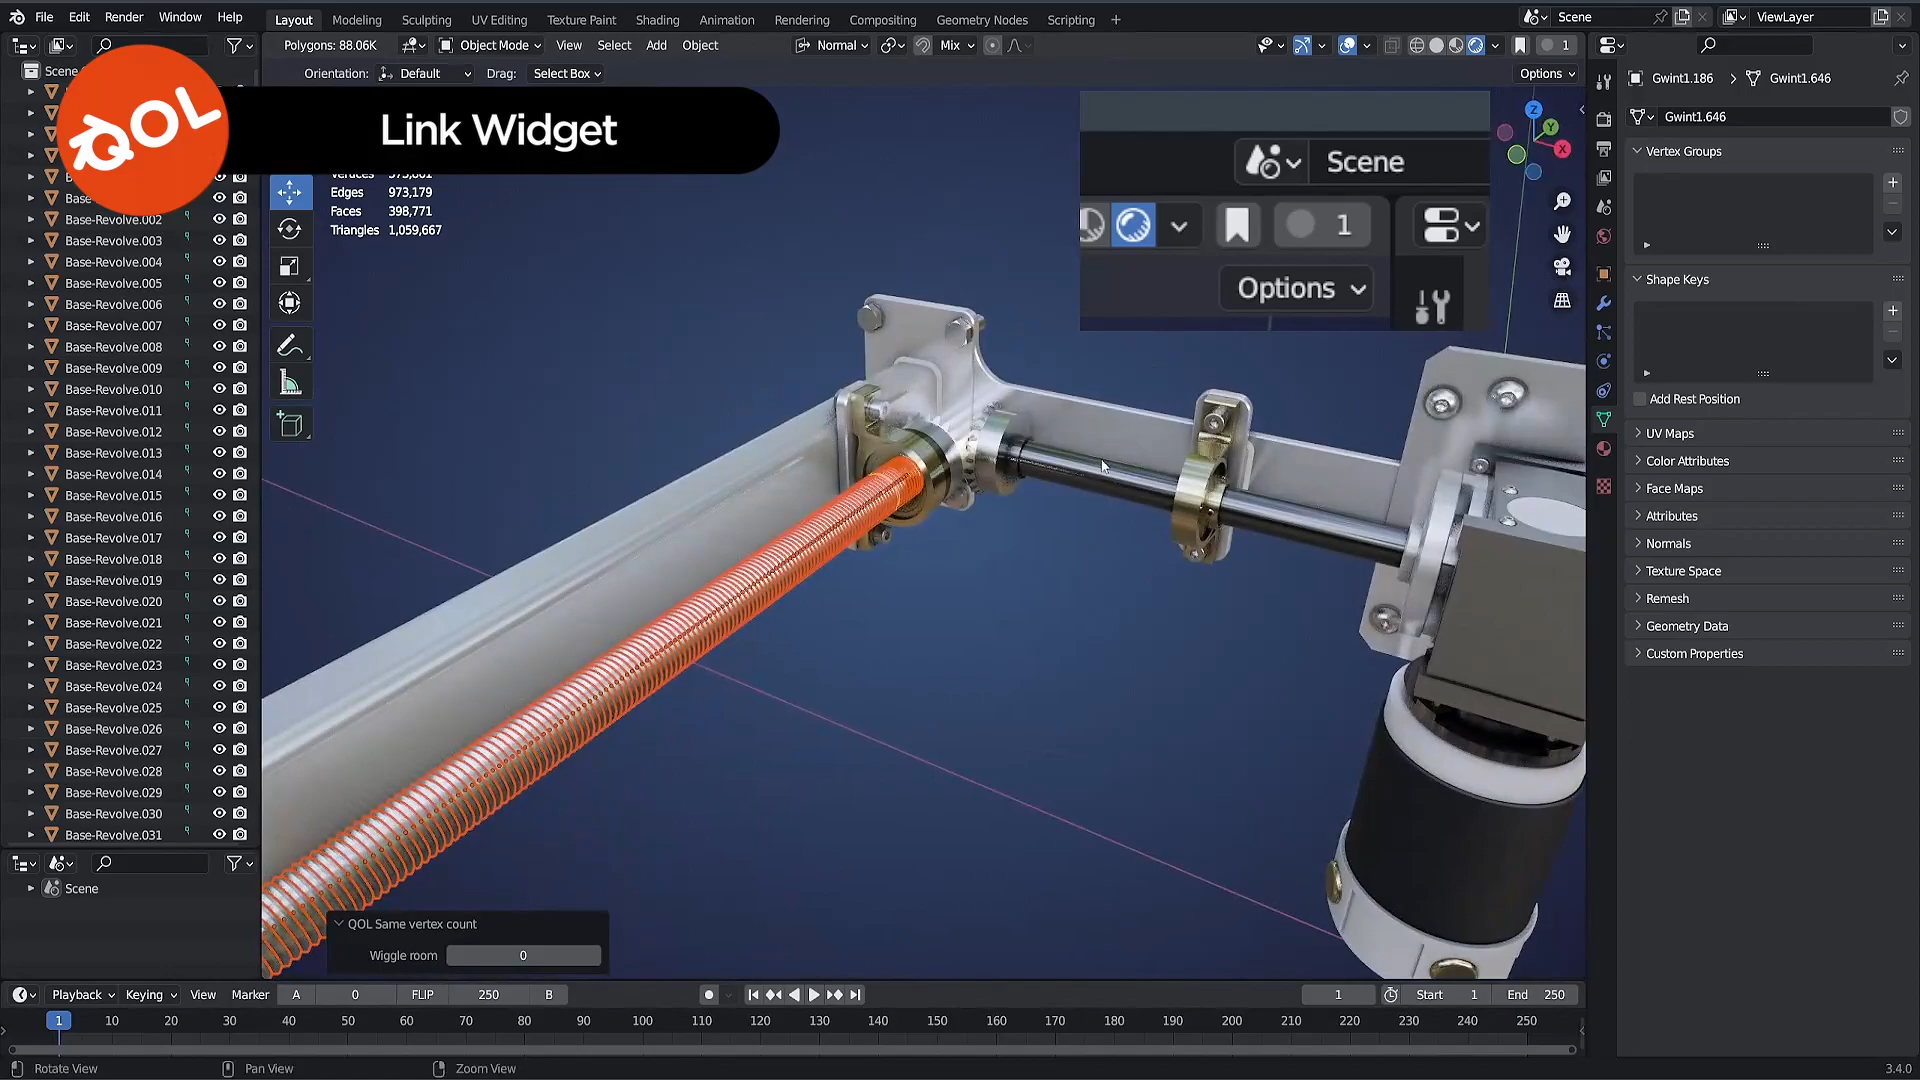 File Edit Render Window Help
Layout Modeling Sculpting UV Editing Texture Paint Shading Animation Rendering Compositing Geometry Nodes Scripting +
Scene
ViewLayer
Polygons: 88.06K
Object Mode View Select Add Object
Normal
Mix
1
Orientation: Default Drag: Select Box
Options
QOL
Link Widget
Scene
1
Options
Edges 973,179
Faces 398,771
Triangles 1,059,667
Z
Y
X
Scene
Base-Revolve.002
Base-Revolve.003
Base-Revolve.004
Base-Revolve.005
Base-Revolve.006
Base-Revolve.007
Base-Revolve.008
Base-Revolve.009
Base-Revolve.010
Base-Revolve.011
Base-Revolve.012
Base-Revolve.013
Base-Revolve.014
Base-Revolve.015
Base-Revolve.016
Base-Revolve.017
Base-Revolve.018
Base-Revolve.019
Base-Revolve.020
Base-Revolve.021
Base-Revolve.022
Base-Revolve.023
Base-Revolve.024
Base-Revolve.025
Base-Revolve.026
Base-Revolve.027
Base-Revolve.028
Base-Revolve.029
Base-Revolve.030
Base-Revolve.031
Scene
Gwint1.186 > Gwint1.646
Gwint1.646
Vertex Groups
Shape Keys
Add Rest Position
UV Maps
Color Attributes
Face Maps
Attributes
Normals
Texture Space
Remesh
Geometry Data
Custom Properties
QOL Same vertex count
Wiggle room 0
Playback Keying View Marker A 0 FLIP 250 B
1 Start 1 End 250
1 10 20 30 40 50 60 70 80 90 100 110 120 130 140 150 160 170 180 190 200 210 220 230 240 250
Rotate View Pan View Zoom View
3.4.0